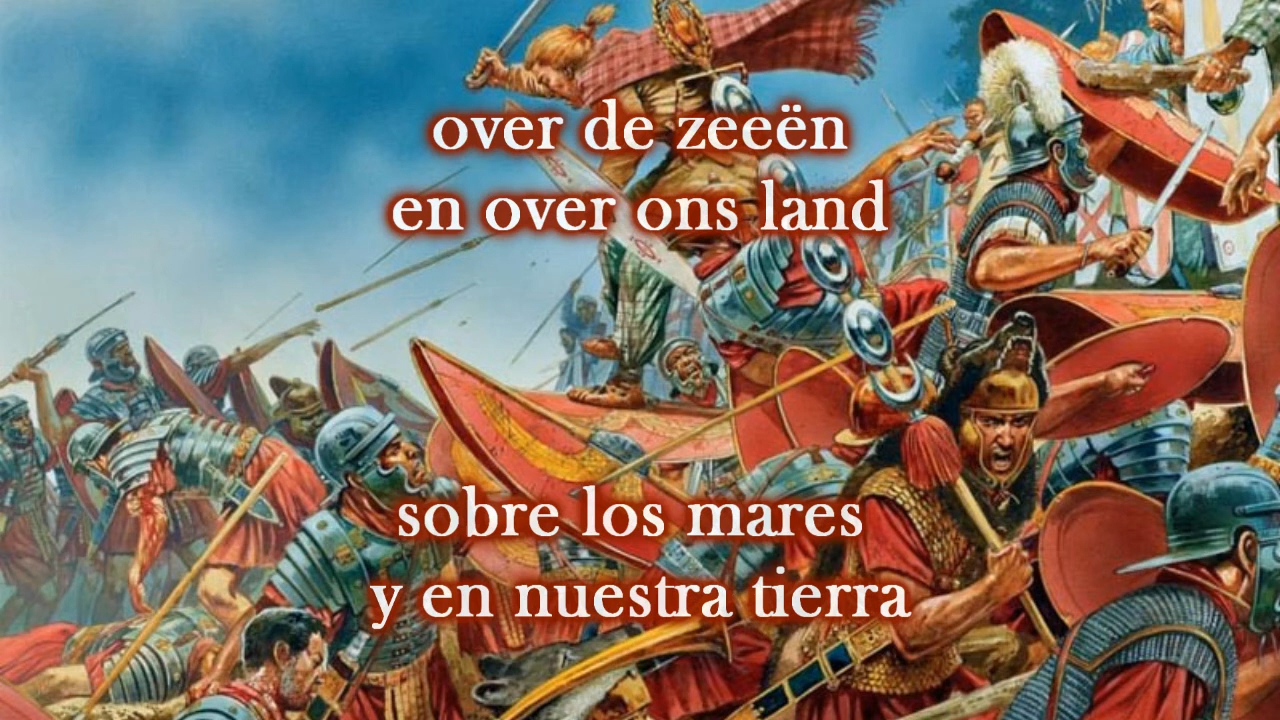 over de zeeën
en over ons land
sobre los mares
y en nuestra tierra